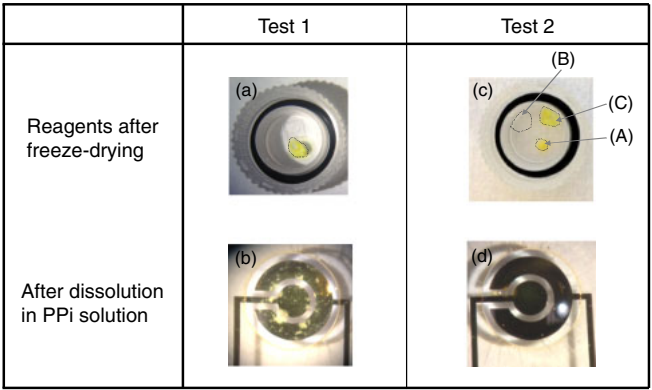 Test 1
Test 2
Reagents after
freeze-drying
(a)
(c)
(B)
(C)
(A)
After dissolution
in PPi solution
(b)
(d)